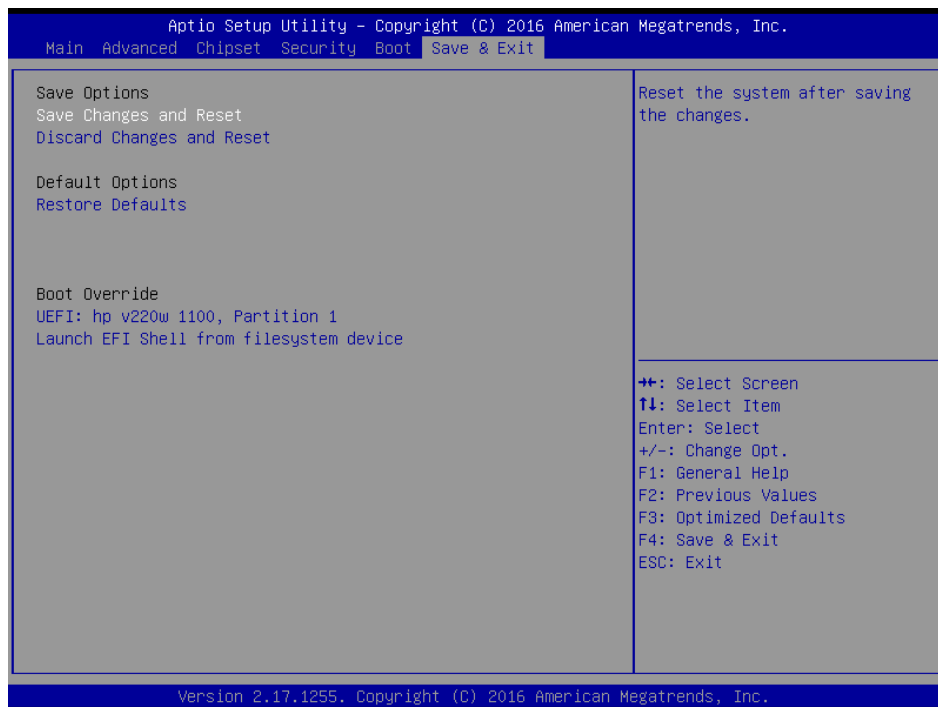 Aptio Setup Utility – Copyright (C) 2016 American Megatrends, Inc.
Main Advanced Chipset Security Boot Save & Exit
Save Options
Save Changes and Reset
Discard Changes and Reset
Default Options
Restore Defaults
Boot Override
UEFI: hp v220w 1100, Partition 1
Launch EFI Shell from filesystem device
Reset the system after saving
the changes.
→←: Select Screen
↑↓: Select Item
Enter: Select
+/-: Change Opt.
F1: General Help
F2: Previous Values
F3: Optimized Defaults
F4: Save & Exit
ESC: Exit
Version 2.17.1255. Copyright (C) 2016 American Megatrends, Inc.